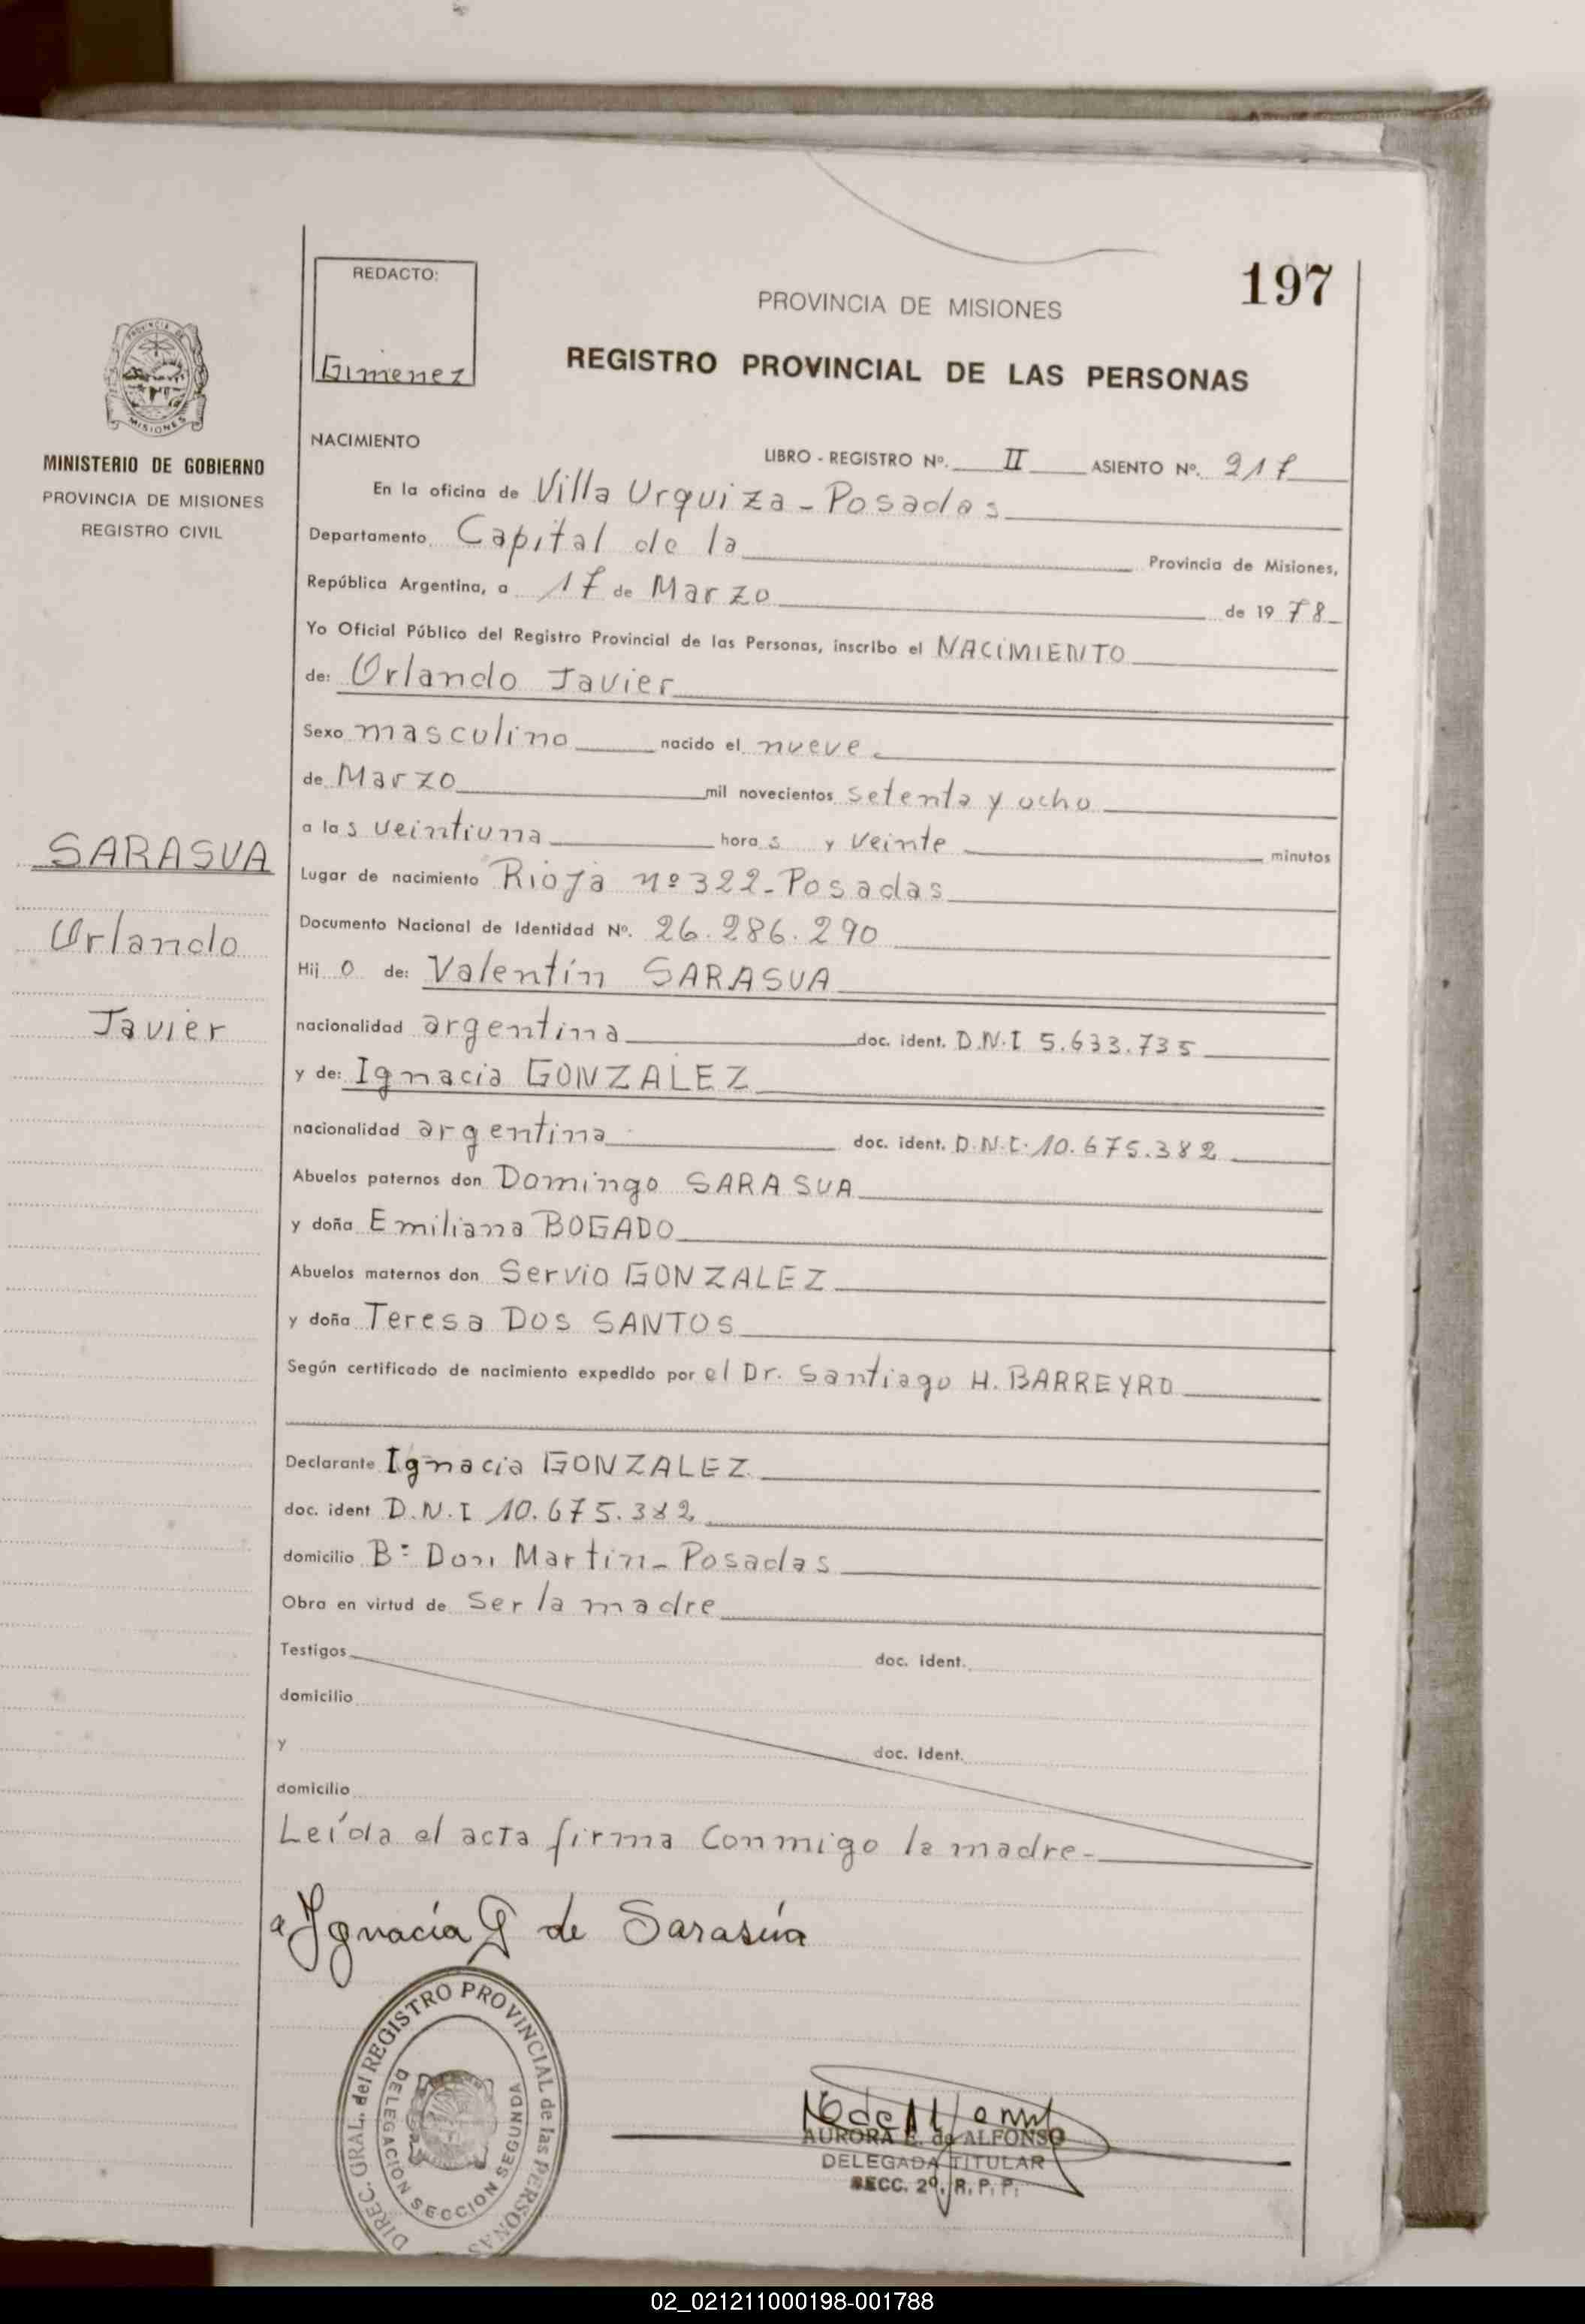 197
REDACTO:
Gimenez
PROVINCIA DE MISIONES
REGISTRO PROVINCIAL DE LAS PERSONAS
PROVINCIA DE
MISIONES
MINISTERIO DE GOBIERNO
PROVINCIA DE MISIONES
REGISTRO CIVIL
SARASUA
Orlando
Javier
NACIMIENTO
LIBRO - REGISTRO Nº. II ASIENTO Nº. 217
En la oficina de Villa Urquiza - Posadas
Departamento Capital de la Provincia de Misiones,
República Argentina, a 17 de Marzo de 19 78
Yo Oficial Público del Registro Provincial de las Personas, inscribo el NACIMIENTO
de: Orlando Javier
Sexo masculino nacido el nueve
de Marzo mil novecientos setenta y ocho
a las veintiuna horas y veinte minutos
Lugar de nacimiento Rioja nº 322 - Posadas
Documento Nacional de Identidad Nº. 26.286.290
Hijo de: Valentín SARASUA
nacionalidad argentina doc. ident. D.N.I 5.633.735
y de: Ignacia GONZALEZ
nacionalidad argentina doc. ident. D.N.I. 10.675.382
Abuelos paternos don Domingo SARASUA
y doña Emiliana BOGADO
Abuelos maternos don Servio GONZALEZ
y doña Teresa DOS SANTOS
Según certificado de nacimiento expedido por el Dr. Santiago H. BARREYRO
Declarante Ignacia GONZALEZ
doc. ident D.N.I 10.675.382
domicilio Bº Don Martin - Posadas
Obra en virtud de Ser la madre
Testigos doc. ident.
domicilio
y doc. ident.
domicilio
Leída el acta firma conmigo la madre -
Ignacia G de Sarasúa
DIREC. GRAL. del REGISTRO PROVINCIAL de las PERSONAS
DELEGACION SECCION SEGUNDA
AURORA E. de ALFONSO
DELEGADA TITULAR
SECC. 2º. R. P. P.
02_021211000198-001788